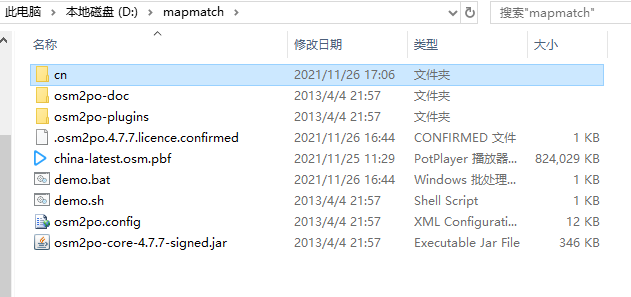 此电脑 › 本地磁盘 (D:) › mapmatch › 搜索"mapmatch"
名称 修改日期 类型 大小
cn 2021/11/26 17:06 文件夹
osm2po-doc 2013/4/4 21:57 文件夹
osm2po-plugins 2013/4/4 21:57 文件夹
.osm2po.4.7.7.licence.confirmed 2021/11/26 16:44 CONFIRMED 文件 1 KB
china-latest.osm.pbf 2021/11/25 11:29 PotPlayer 播放器... 824,029 KB
demo.bat 2021/11/26 16:44 Windows 批处理... 1 KB
demo.sh 2013/4/4 21:57 Shell Script 1 KB
osm2po.config 2013/4/4 21:57 XML Configurati... 12 KB
osm2po-core-4.7.7-signed.jar 2013/4/4 21:57 Executable Jar File 346 KB